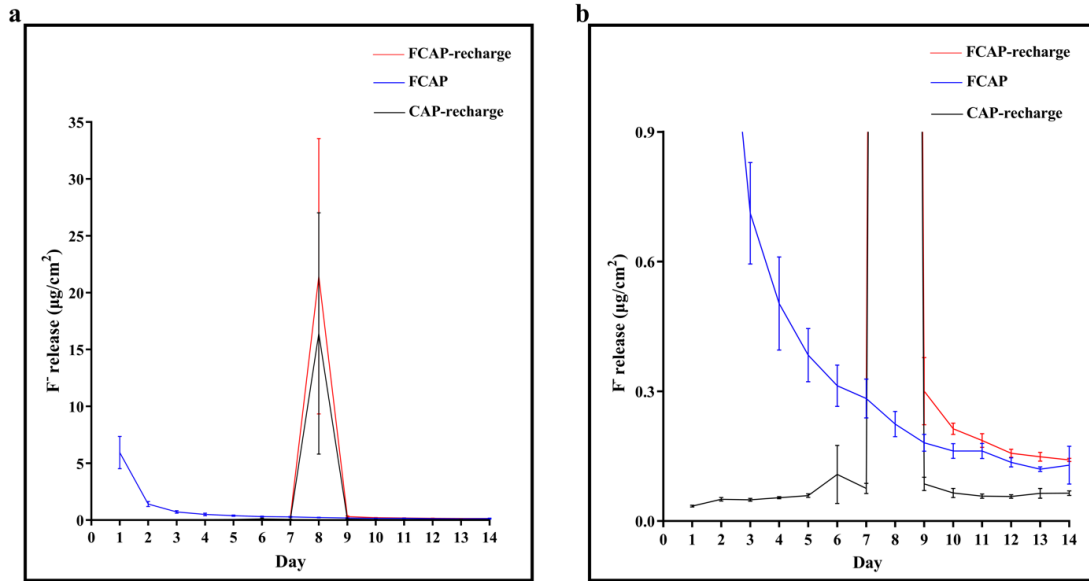 a
FCAP-recharge
FCAP
CAP-recharge
35
30
25
20
15
10
5
0
F⁻ release (µg/cm²)
0 1 2 3 4 5 6 7 8 9 10 11 12 13 14
Day
b
FCAP-recharge
FCAP
CAP-recharge
0.9
0.6
0.3
0.0
F⁻ release (µg/cm²)
0 1 2 3 4 5 6 7 8 9 10 11 12 13 14
Day